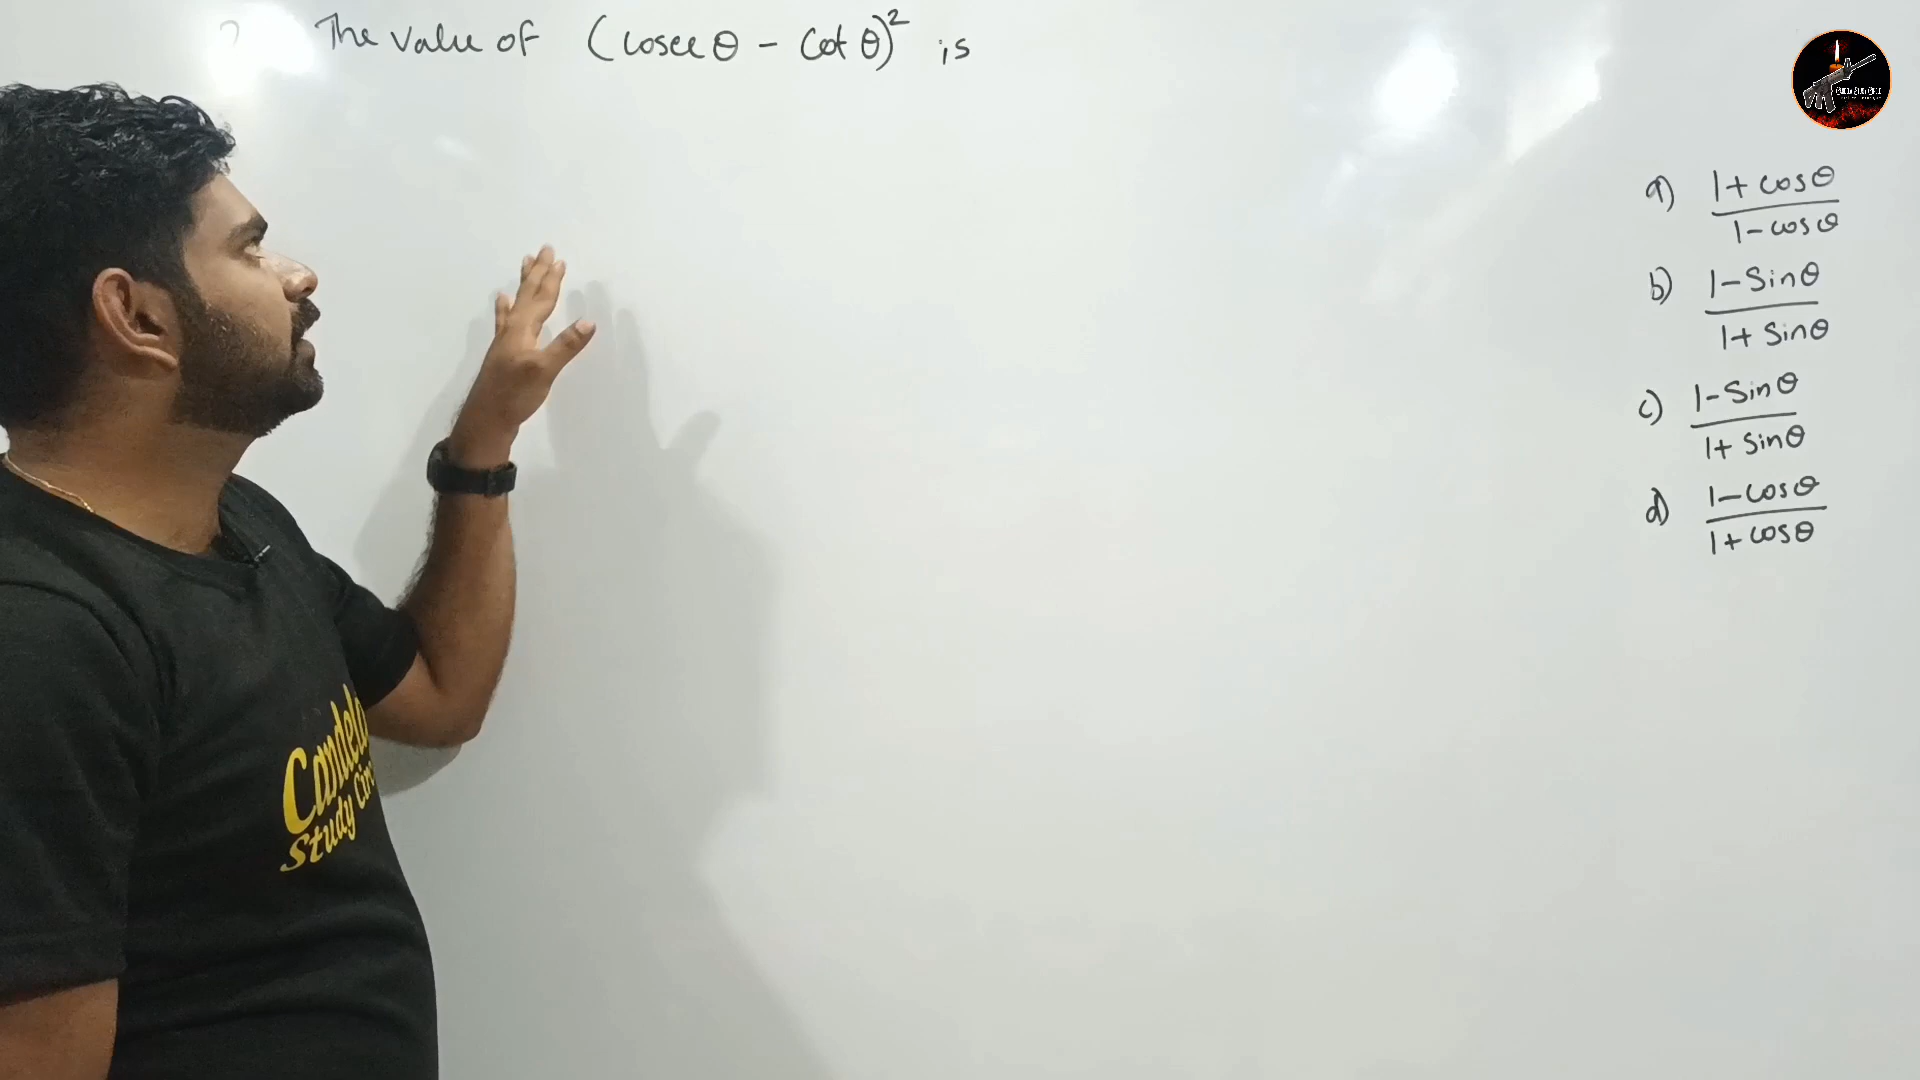 The value of (cosec θ - cot θ)² is
a) 1 + cos θ
1 - cos θ
b) 1 - Sin θ
1 + Sin θ
c) 1 - Sin θ
1 + Sin θ
d) 1 - cos θ
1 + cos θ
Candela
Study Circ